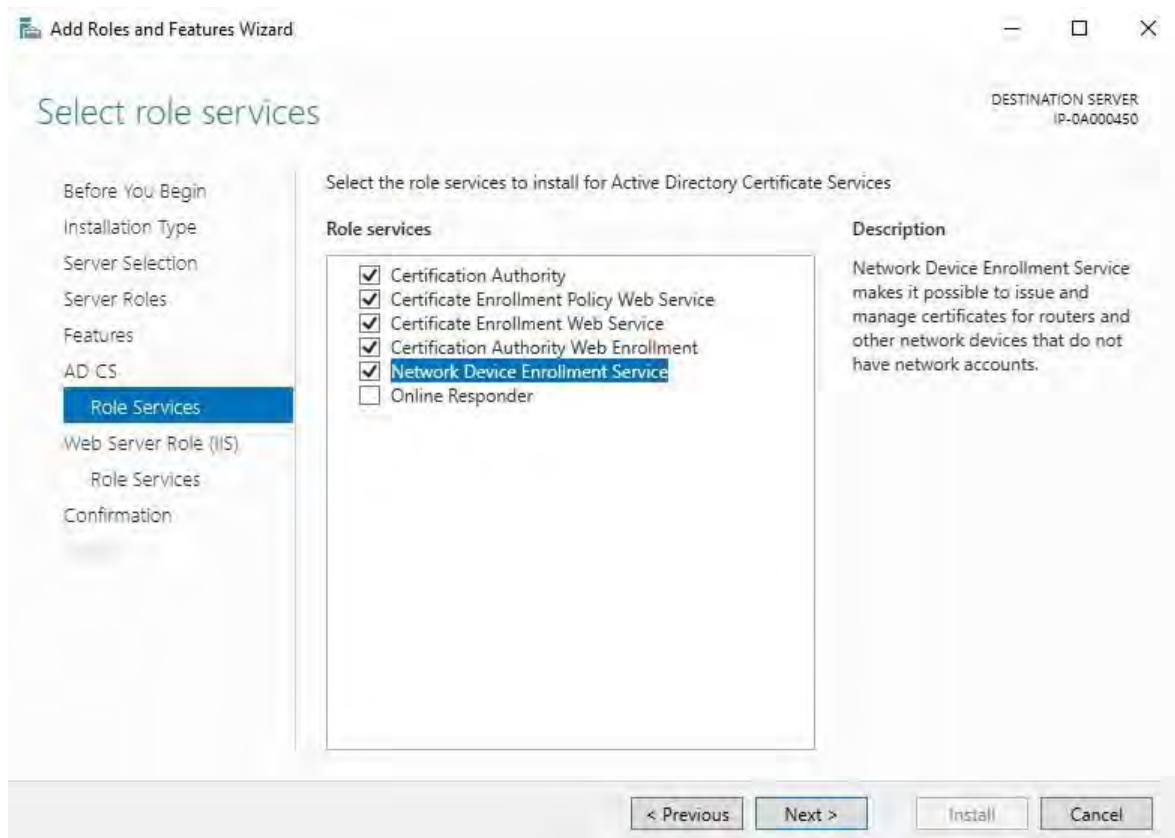 Add Roles and Features Wizard
Select role services
DESTINATION SERVER
IP-0A000450
Before You Begin
Installation Type
Server Selection
Server Roles
Features
AD CS
Role Services
Web Server Role (IIS)
Role Services
Confirmation
Select the role services to install for Active Directory Certificate Services
Role services
Certification Authority
Certificate Enrollment Policy Web Service
Certificate Enrollment Web Service
Certification Authority Web Enrollment
Network Device Enrollment Service
Online Responder
Description
Network Device Enrollment Service
makes it possible to issue and
manage certificates for routers and
other network devices that do not
have network accounts.
< Previous
Next >
Install
Cancel